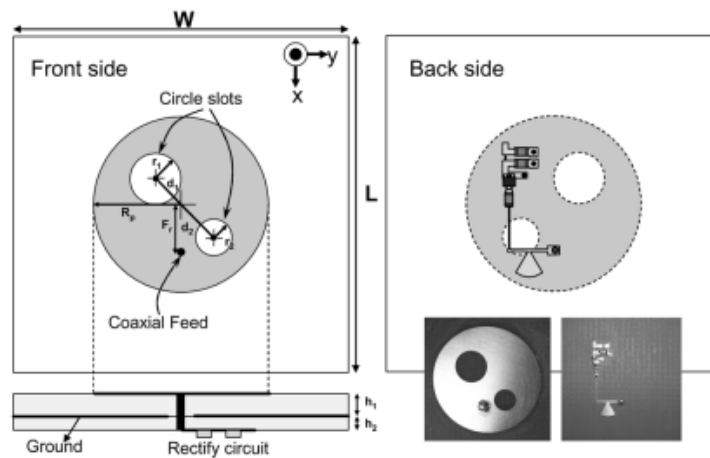 W
Front side
y
x
Circle slots
r1
d1
Rp
Fr
d2
r2
Coaxial Feed
L
Back side
h1
h2
Ground
Rectify circuit